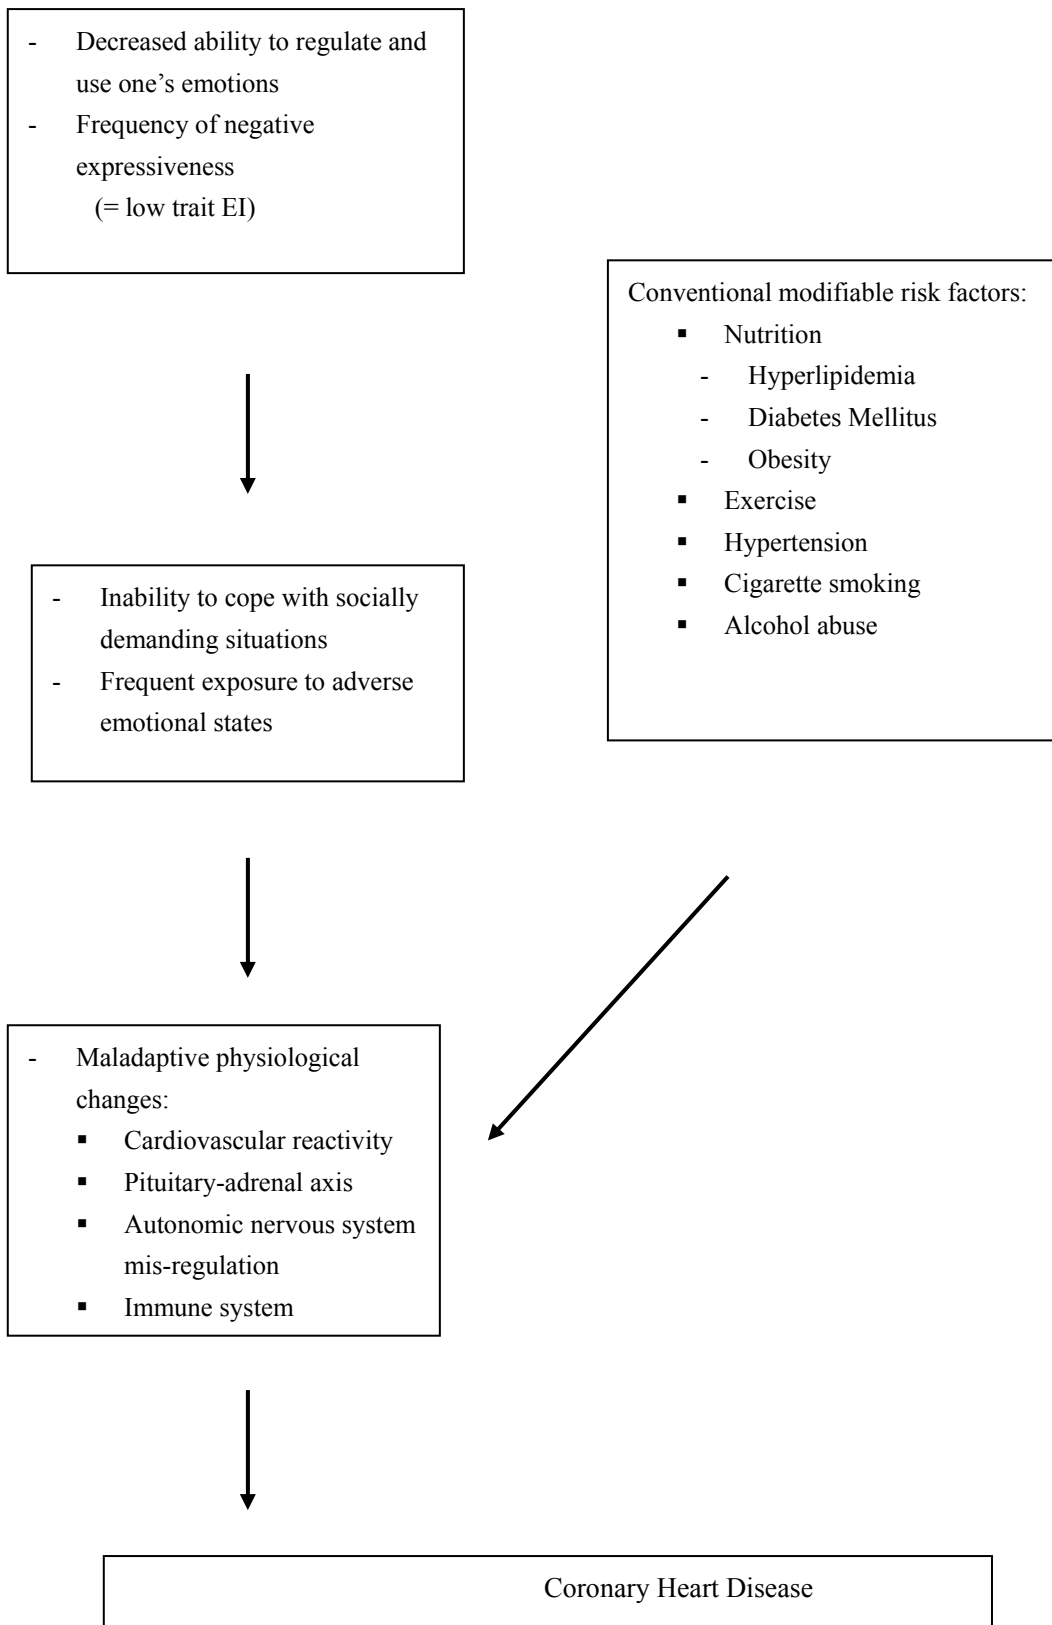 - Decreased ability to regulate and
use one’s emotions
- Frequency of negative
expressiveness
(= low trait EI)
Conventional modifiable risk factors:
▪ Nutrition
- Hyperlipidemia
- Diabetes Mellitus
- Obesity
▪ Exercise
▪ Hypertension
▪ Cigarette smoking
▪ Alcohol abuse
- Inability to cope with socially
demanding situations
- Frequent exposure to adverse
emotional states
- Maladaptive physiological
changes:
▪ Cardiovascular reactivity
▪ Pituitary-adrenal axis
▪ Autonomic nervous system
mis-regulation
▪ Immune system
Coronary Heart Disease